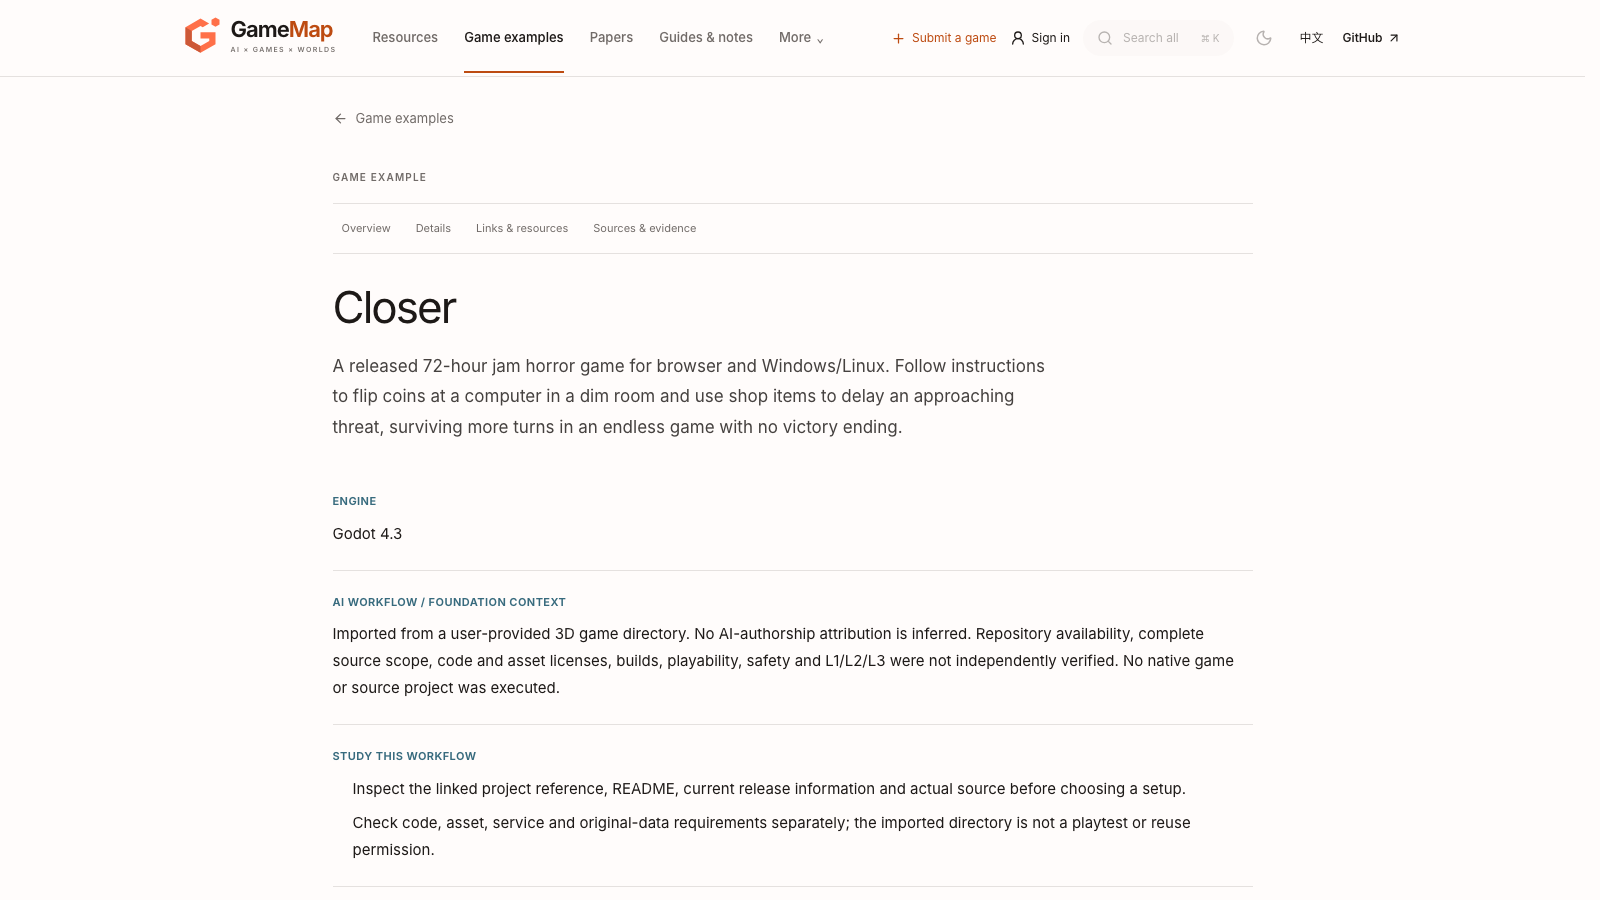 GameMap
AI × GAMES × WORLDS
Resources
Game examples
Papers
Guides & notes
More
Submit a game
Sign in
Search all
⌘ K
中文
GitHub
Game examples
GAME EXAMPLE
Overview
Details
Links & resources
Sources & evidence
Closer
A released 72-hour jam horror game for browser and Windows/Linux. Follow instructions
to flip coins at a computer in a dim room and use shop items to delay an approaching
threat, surviving more turns in an endless game with no victory ending.
ENGINE
Godot 4.3
AI WORKFLOW / FOUNDATION CONTEXT
Imported from a user-provided 3D game directory. No AI-authorship attribution is inferred. Repository availability, complete
source scope, code and asset licenses, builds, playability, safety and L1/L2/L3 were not independently verified. No native game
or source project was executed.
STUDY THIS WORKFLOW
Inspect the linked project reference, README, current release information and actual source before choosing a setup.
Check code, asset, service and original-data requirements separately; the imported directory is not a playtest or reuse
permission.